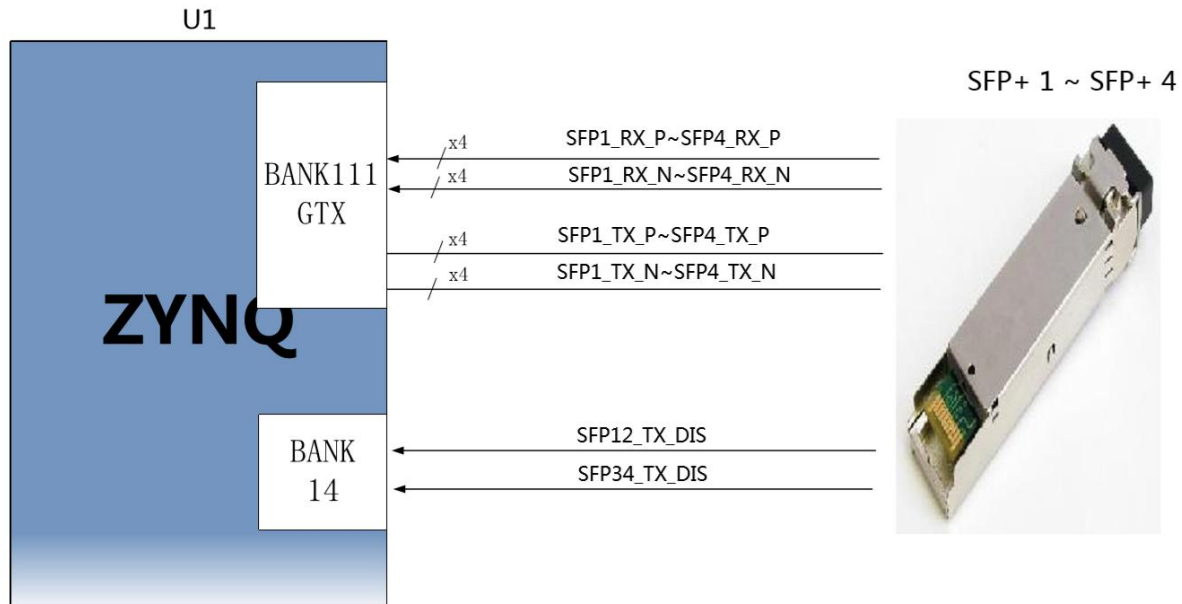 U1
SFP+ 1 ~ SFP+ 4
x4
SFP1_RX_P~SFP4_RX_P
x4
SFP1_RX_N~SFP4_RX_N
BANK111
GTX
x4
SFP1_TX_P~SFP4_TX_P
x4
SFP1_TX_N~SFP4_TX_N
ZYNQ
BANK
14
SFP12_TX_DIS
SFP34_TX_DIS